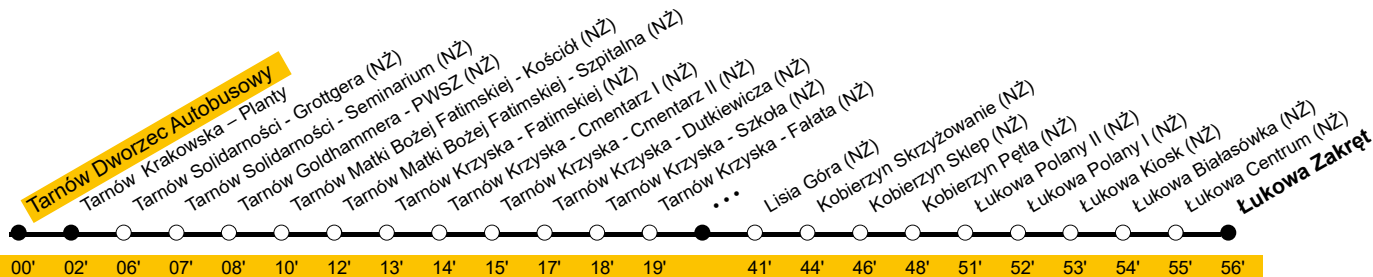 Tarnów Dworzec Autobusowy
Tarnów Krakowska – Planty
Tarnów Solidarności - Grottgera (NŻ)
Tarnów Solidarności - Seminarium (NŻ)
Tarnów Goldhammera - PWSZ (NŻ)
Tarnów Matki Bożej Fatimskiej - Kościół (NŻ)
Tarnów Matki Bożej Fatimskiej - Szpitalna (NŻ)
Tarnów Krzyska - Fatimskiej (NŻ)
Tarnów Krzyska - Cmentarz I (NŻ)
Tarnów Krzyska - Cmentarz II (NŻ)
Tarnów Krzyska - Dutkiewicza (NŻ)
Tarnów Krzyska - Szkoła (NŻ)
Tarnów Krzyska - Fałata (NŻ)
...
Lisia Góra (NŻ)
Kobierzyn Skrzyżowanie (NŻ)
Kobierzyn Sklep (NŻ)
Kobierzyn Pętla (NŻ)
Łukowa Polany II (NŻ)
Łukowa Polany I (NŻ)
Łukowa Kiosk (NŻ)
Łukowa Białasówka (NŻ)
Łukowa Centrum (NŻ)
Łukowa Zakręt
00' 02' 06' 07' 08' 10' 12' 13' 14' 15' 17' 18' 19' 41' 44' 46' 48' 51' 52' 53' 54' 55' 56'